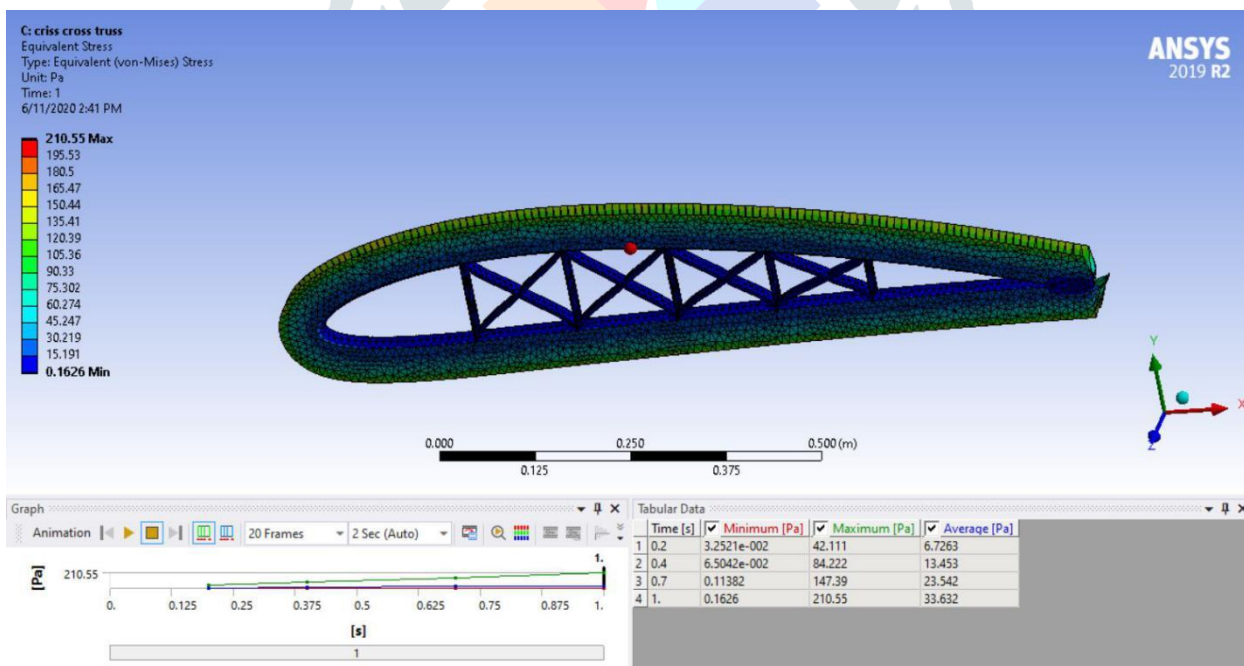 C: criss cross truss
Equivalent Stress
Type: Equivalent (von-Mises) Stress
Unit: Pa
Time: 1
6/11/2020 2:41 PM
ANSYS
2019 R2
210.55 Max
195.53
180.5
165.47
150.44
135.41
120.39
105.36
90.33
75.302
60.274
45.247
30.219
15.191
0.1626 Min
Y
X
Z
0.000 0.250 0.500 (m)
0.125 0.375
Graph
Animation 20 Frames 2 Sec (Auto)
1.
[Pa]
210.55
0. 0.125 0.25 0.375 0.5 0.625 0.75 0.875 1.
[s]
1
Tabular Data
Time [s] Minimum [Pa] Maximum [Pa] Average [Pa]
1 0.2 3.2521e-002 42.111 6.7263
2 0.4 6.5042e-002 84.222 13.453
3 0.7 0.11382 147.39 23.542
4 1. 0.1626 210.55 33.632